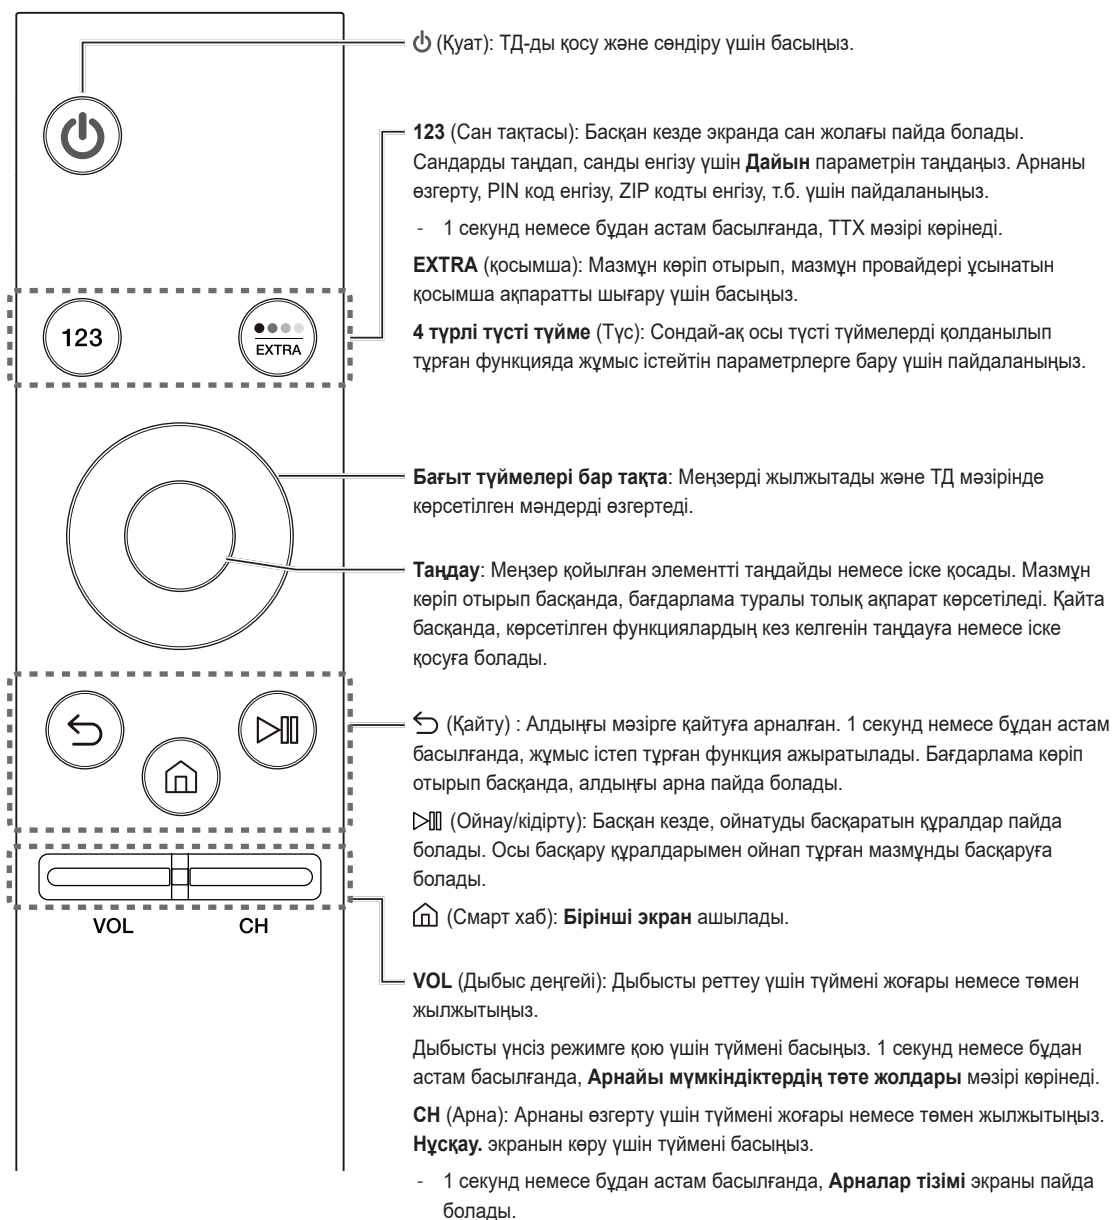 (Қуат): ТД-ды қосу және сөндіру үшін басыңыз.
123 (Сан тақтасы): Басқан кезде экранда сан жолағы пайда болады.
Сандарды таңдап, санды енгізу үшін Дайын параметрін таңдаңыз. Арнаны
өзгерту, PIN код енгізу, ZIP кодты енгізу, т.б. үшін пайдаланыңыз.
- 1 секунд немесе бұдан астам басылғанда, TTX мәзірі көрінеді.
EXTRA (қосымша): Мазмұн көріп отырып, мазмұн провайдері ұсынатын
қосымша ақпаратты шығару үшін басыңыз.
4 түрлі түсті түйме (Түс): Сондай-ақ осы түсті түймелерді қолданылып
тұрған функцияда жұмыс істейтін параметрлерге бару үшін пайдаланыңыз.
123
EXTRA
Бағыт түймелері бар тақта: Меңзерді жылжытады және ТД мәзірінде
көрсетілген мәндерді өзгертеді.
Таңдау: Меңзер қойылған элементті таңдайды немесе іске қосады. Мазмұн
көріп отырып басқанда, бағдарлама туралы толық ақпарат көрсетіледі. Қайта
басқанда, көрсетілген функциялардың кез келгенін таңдауға немесе іске
қосуға болады.
(Қайту) : Алдыңғы мәзірге қайтуға арналған. 1 секунд немесе бұдан астам
басылғанда, жұмыс істеп тұрған функция ажыратылады. Бағдарлама көріп
отырып басқанда, алдыңғы арна пайда болады.
(Ойнау/кідірту): Басқан кезде, ойнатуды басқаратын құралдар пайда
болады. Осы басқару құралдарымен ойнап тұрған мазмұнды басқаруға
болады.
(Смарт хаб): Бірінші экран ашылады.
VOL
CH
VOL (Дыбыс деңгейі): Дыбысты реттеу үшін түймені жоғары немесе төмен
жылжытыңыз.
Дыбысты үнсіз режимге қою үшін түймені басыңыз. 1 секунд немесе бұдан
астам басылғанда, Арнайы мүмкіндіктердің төте жолдары мәзірі көрінеді.
CH (Арна): Арнаны өзгерту үшін түймені жоғары немесе төмен жылжытыңыз.
Нұсқау. экранын көру үшін түймені басыңыз.
- 1 секунд немесе бұдан астам басылғанда, Арналар тізімі экраны пайда
болады.